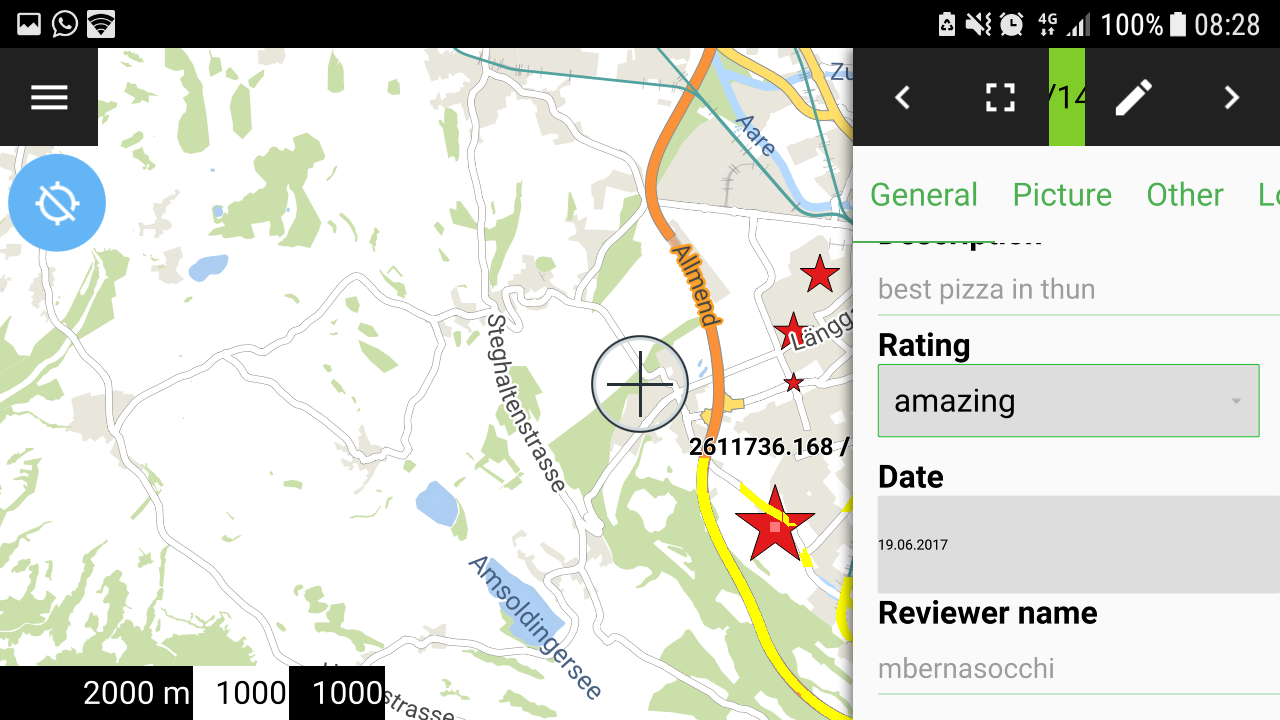 4G 100% 08:28
/14
General Picture Other Lo
Description
best pizza in thun
Rating
amazing
Date
19.06.2017
Reviewer name
mbernasocchi
Zu
Aare
Allmend
Längga
Steghaltenstrasse
2611736.168 /
Amsoldingersee
strasse
2000 m 1000 1000